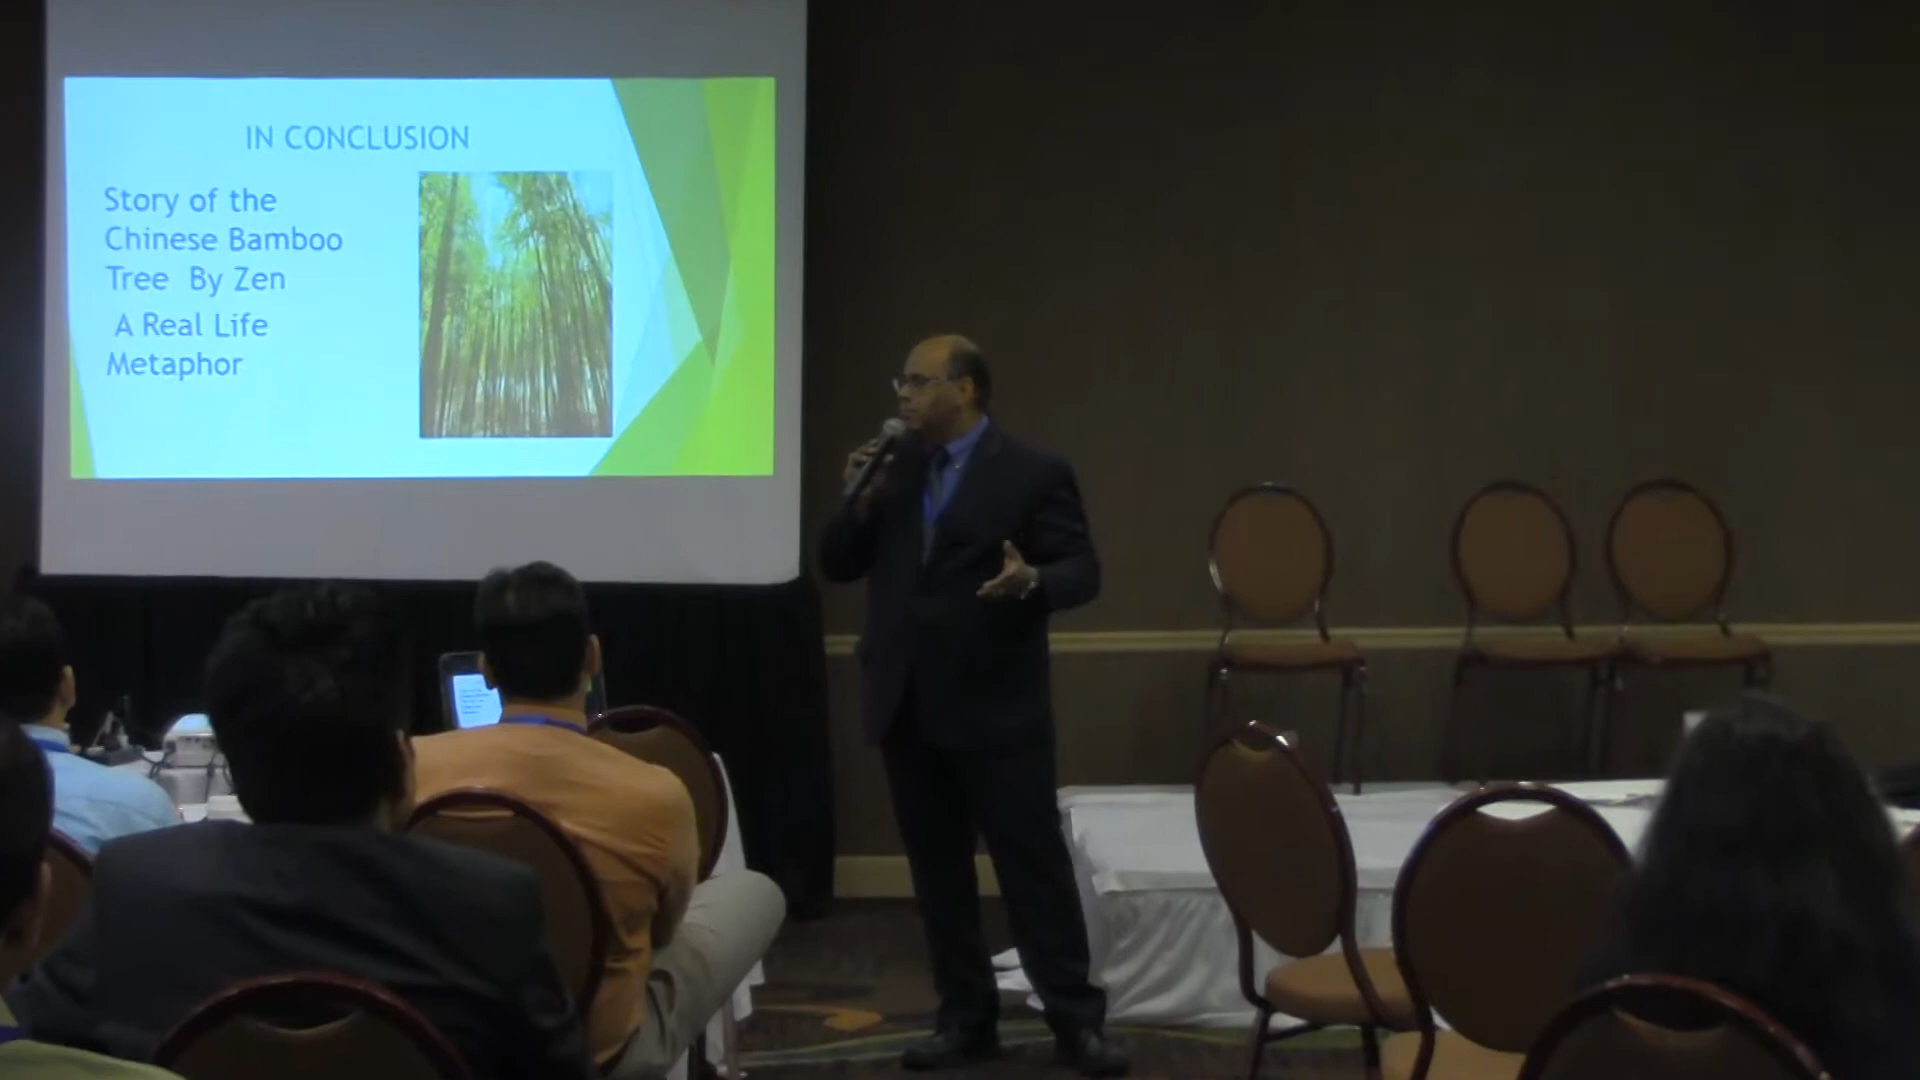 IN CONCLUSION
Story of the
Chinese Bamboo
Tree By Zen
A Real Life
Metaphor